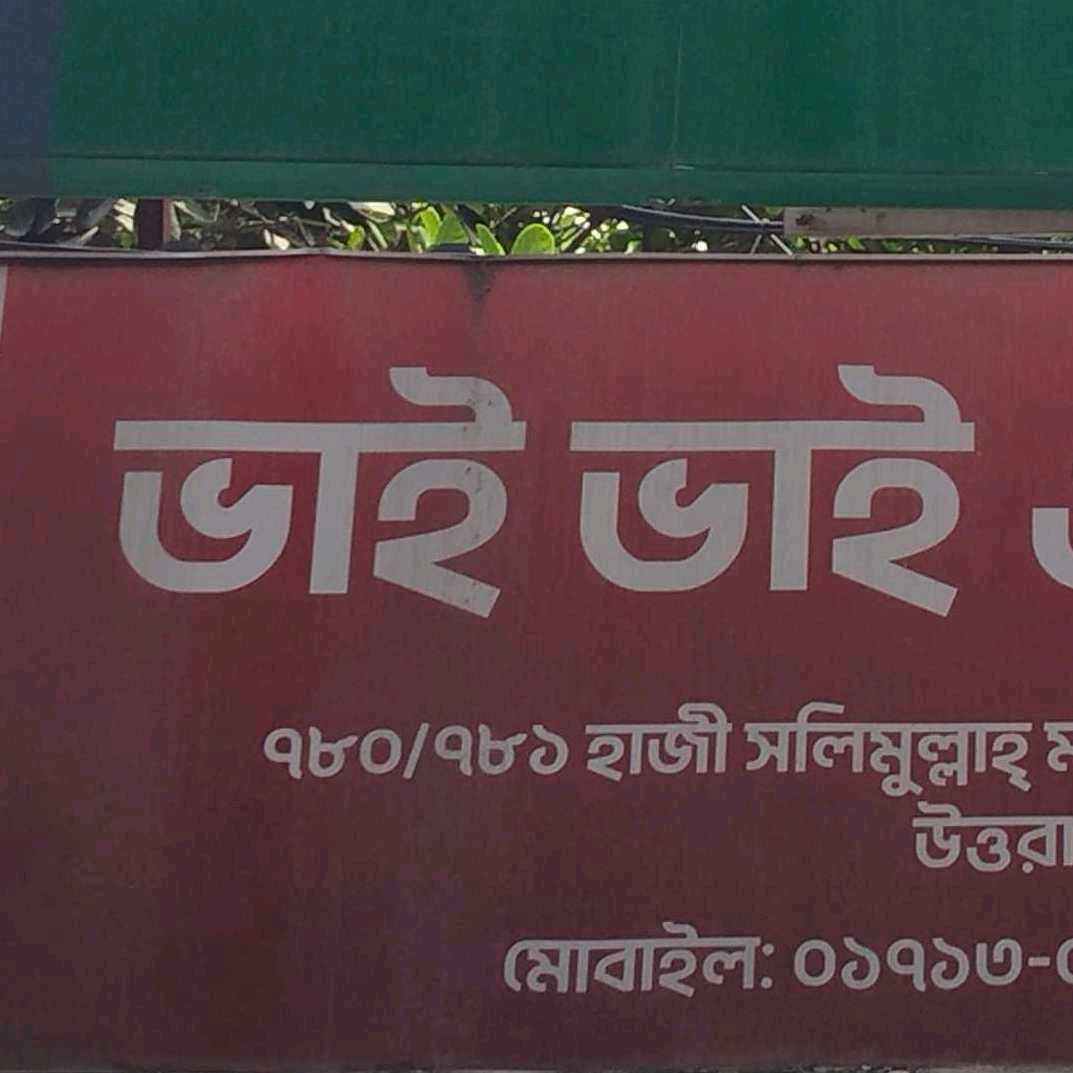 ভাই ভাই
৭৮০/৭৮১ হাজী সলিমুল্লাহ্
উত্তরা
মোবাইল: ০১৭১৩-